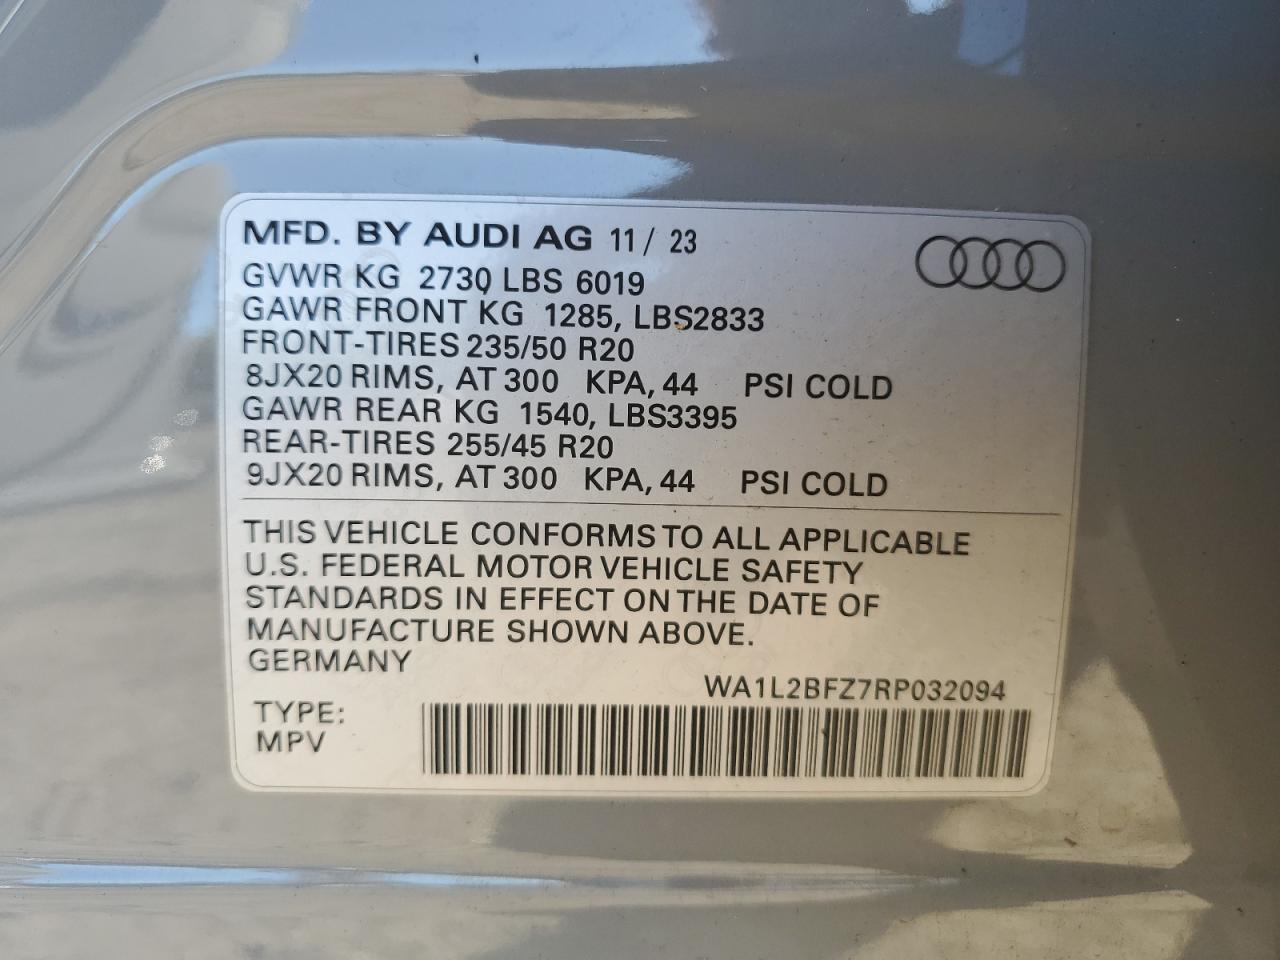 MFD. BY AUDI AG 11/ 23
GVWR KG 2730 LBS 6019
GAWR FRONT KG 1285, LBS2833
FRONT-TIRES 235/50 R20
8JX20 RIMS, AT 300 KPA, 44 PSI COLD
GAWR REAR KG 1540, LBS3395
REAR-TIRES 255/45 R20
9JX20 RIMS, AT 300 KPA, 44 PSI COLD
THIS VEHICLE CONFORMS TO ALL APPLICABLE
U.S. FEDERAL MOTOR VEHICLE SAFETY
STANDARDS IN EFFECT ON THE DATE OF
MANUFACTURE SHOWN ABOVE.
GERMANY
WA1L2BFZ7RP032094
TYPE:
MPV